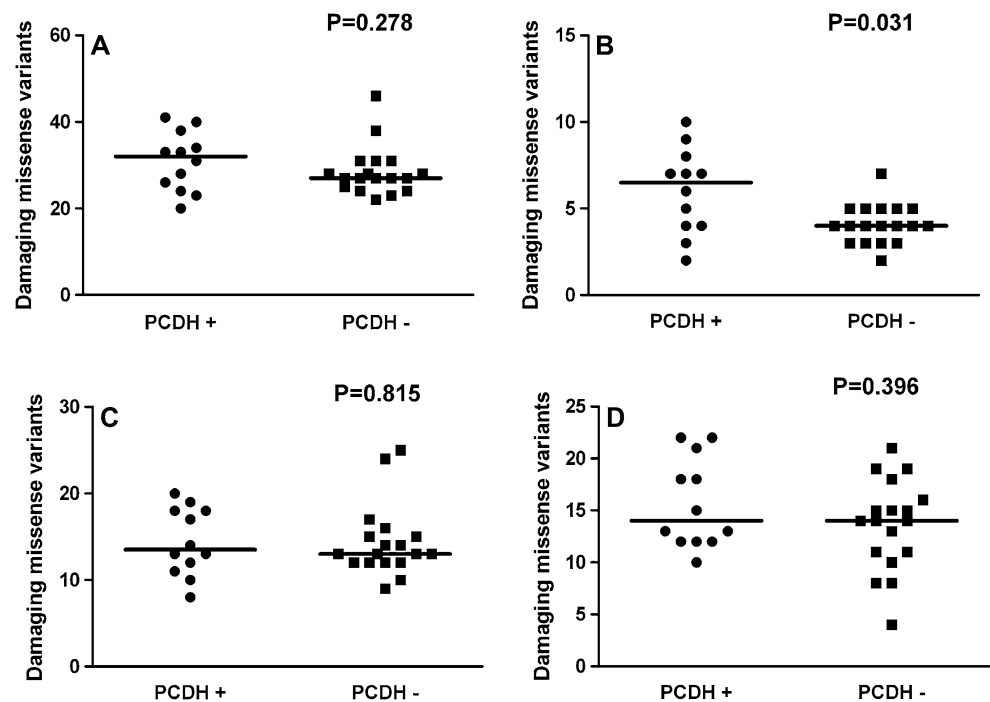 P=0.278
A
Damaging missense variants
60
40
20
0
PCDH +
PCDH -
P=0.031
B
Damaging missense variants
15
10
5
0
PCDH +
PCDH -
P=0.815
C
Damaging missense variants
30
20
10
0
PCDH +
PCDH -
P=0.396
D
Damaging missense variants
25
20
15
10
5
0
PCDH +
PCDH -